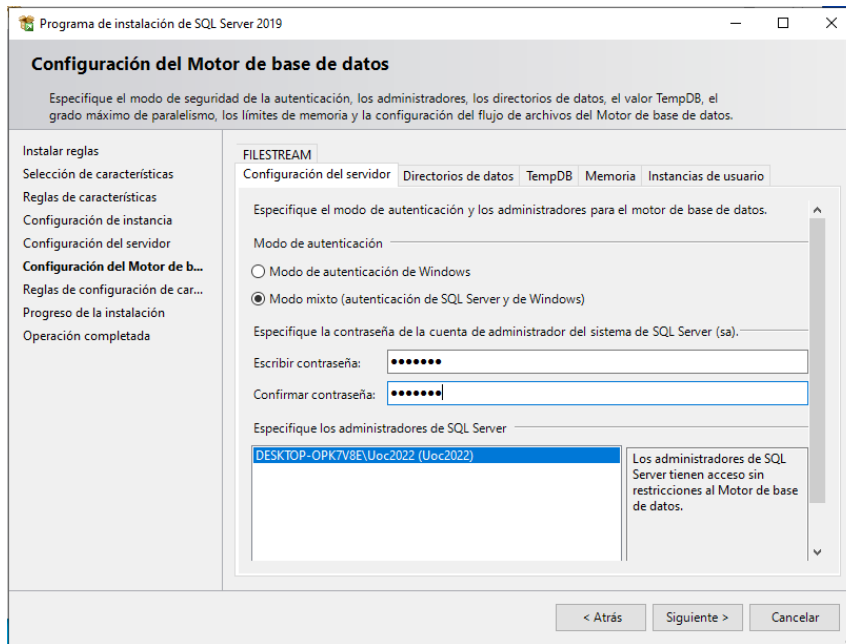 Programa de instalación de SQL Server 2019
Configuración del Motor de base de datos
Especifique el modo de seguridad de la autenticación, los administradores, los directorios de datos, el valor TempDB, el
grado máximo de paralelismo, los límites de memoria y la configuración del flujo de archivos del Motor de base de datos.
Instalar reglas
Selección de características
Reglas de características
Configuración de instancia
Configuración del servidor
Configuración del Motor de b...
Reglas de configuración de car...
Progreso de la instalación
Operación completada
FILESTREAM
Configuración del servidor Directorios de datos TempDB Memoria Instancias de usuario
Especifique el modo de autenticación y los administradores para el motor de base de datos.
Modo de autenticación
Modo de autenticación de Windows
Modo mixto (autenticación de SQL Server y de Windows)
Especifique la contraseña de la cuenta de administrador del sistema de SQL Server (sa).
Escribir contraseña: •••••••
Confirmar contraseña: •••••••
Especifique los administradores de SQL Server
DESKTOP-OPK7V8E\Uoc2022 (Uoc2022)
Los administradores de SQL
Server tienen acceso sin
restricciones al Motor de base
de datos.
< Atrás Siguiente > Cancelar